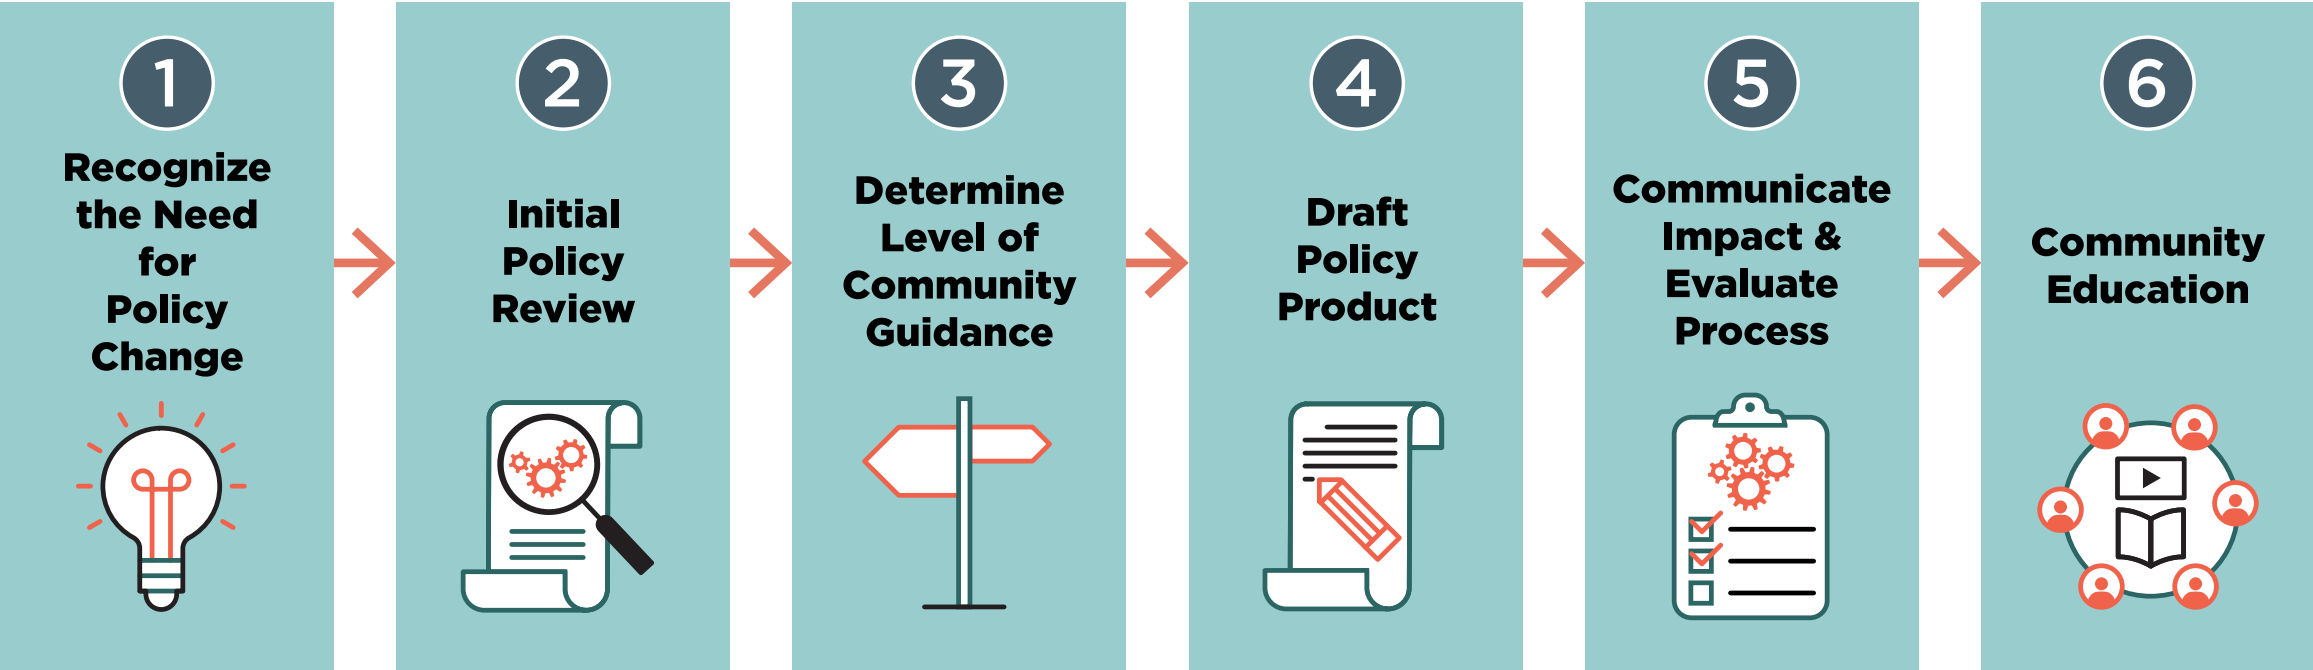 1
Recognize
the Need
for
Policy
Change
2
Initial
Policy
Review
3
Determine
Level of
Community
Guidance
4
Draft
Policy
Product
5
Communicate
Impact &
Evaluate
Process
6
Community
Education